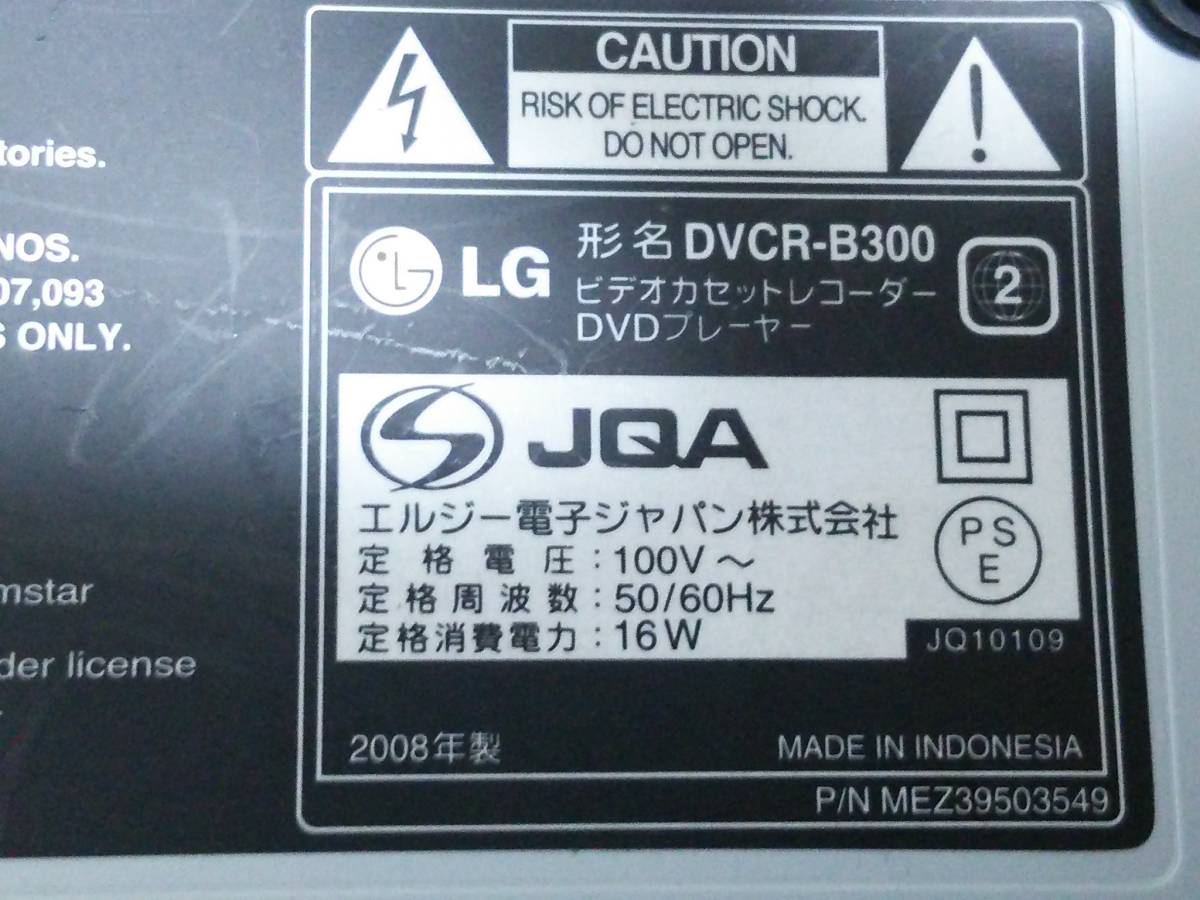 CAUTION
RISK OF ELECTRIC SHOCK.
DO NOT OPEN.
tories.
NOS.
07,093
S ONLY.
mstar
der license
LG
形名 DVCR-B300
ビデオカセットレコーダー
DVDプレーヤー
2
JQA
エルジー電子ジャパン株式会社
定格電圧:100V~
定格周波数:50/60Hz
定格消費電力:16W
PS
E
JQ10109
2008年製
MADE IN INDONESIA
P/N MEZ39503549